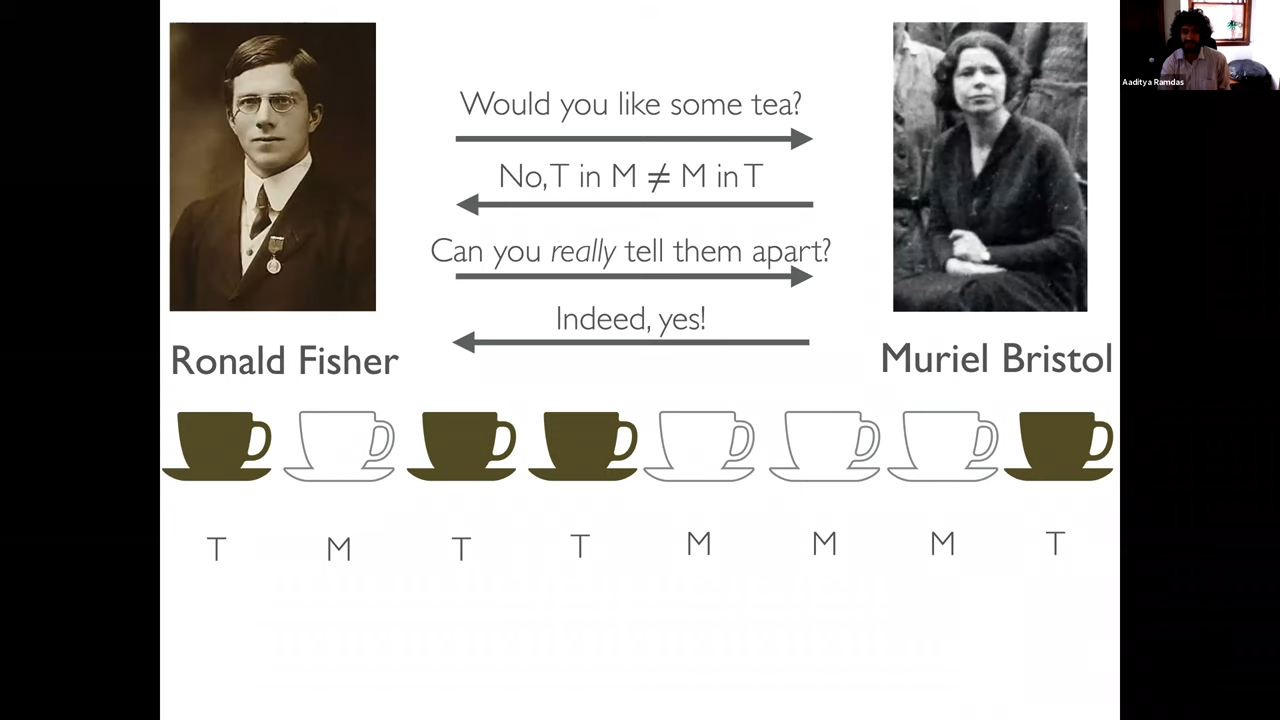 Would you like some tea?
No, T in M ≠ M in T
Can you really tell them apart?
Indeed, yes!
Ronald Fisher
Muriel Bristol
T M T T M M M T
Aaditya Ramdas